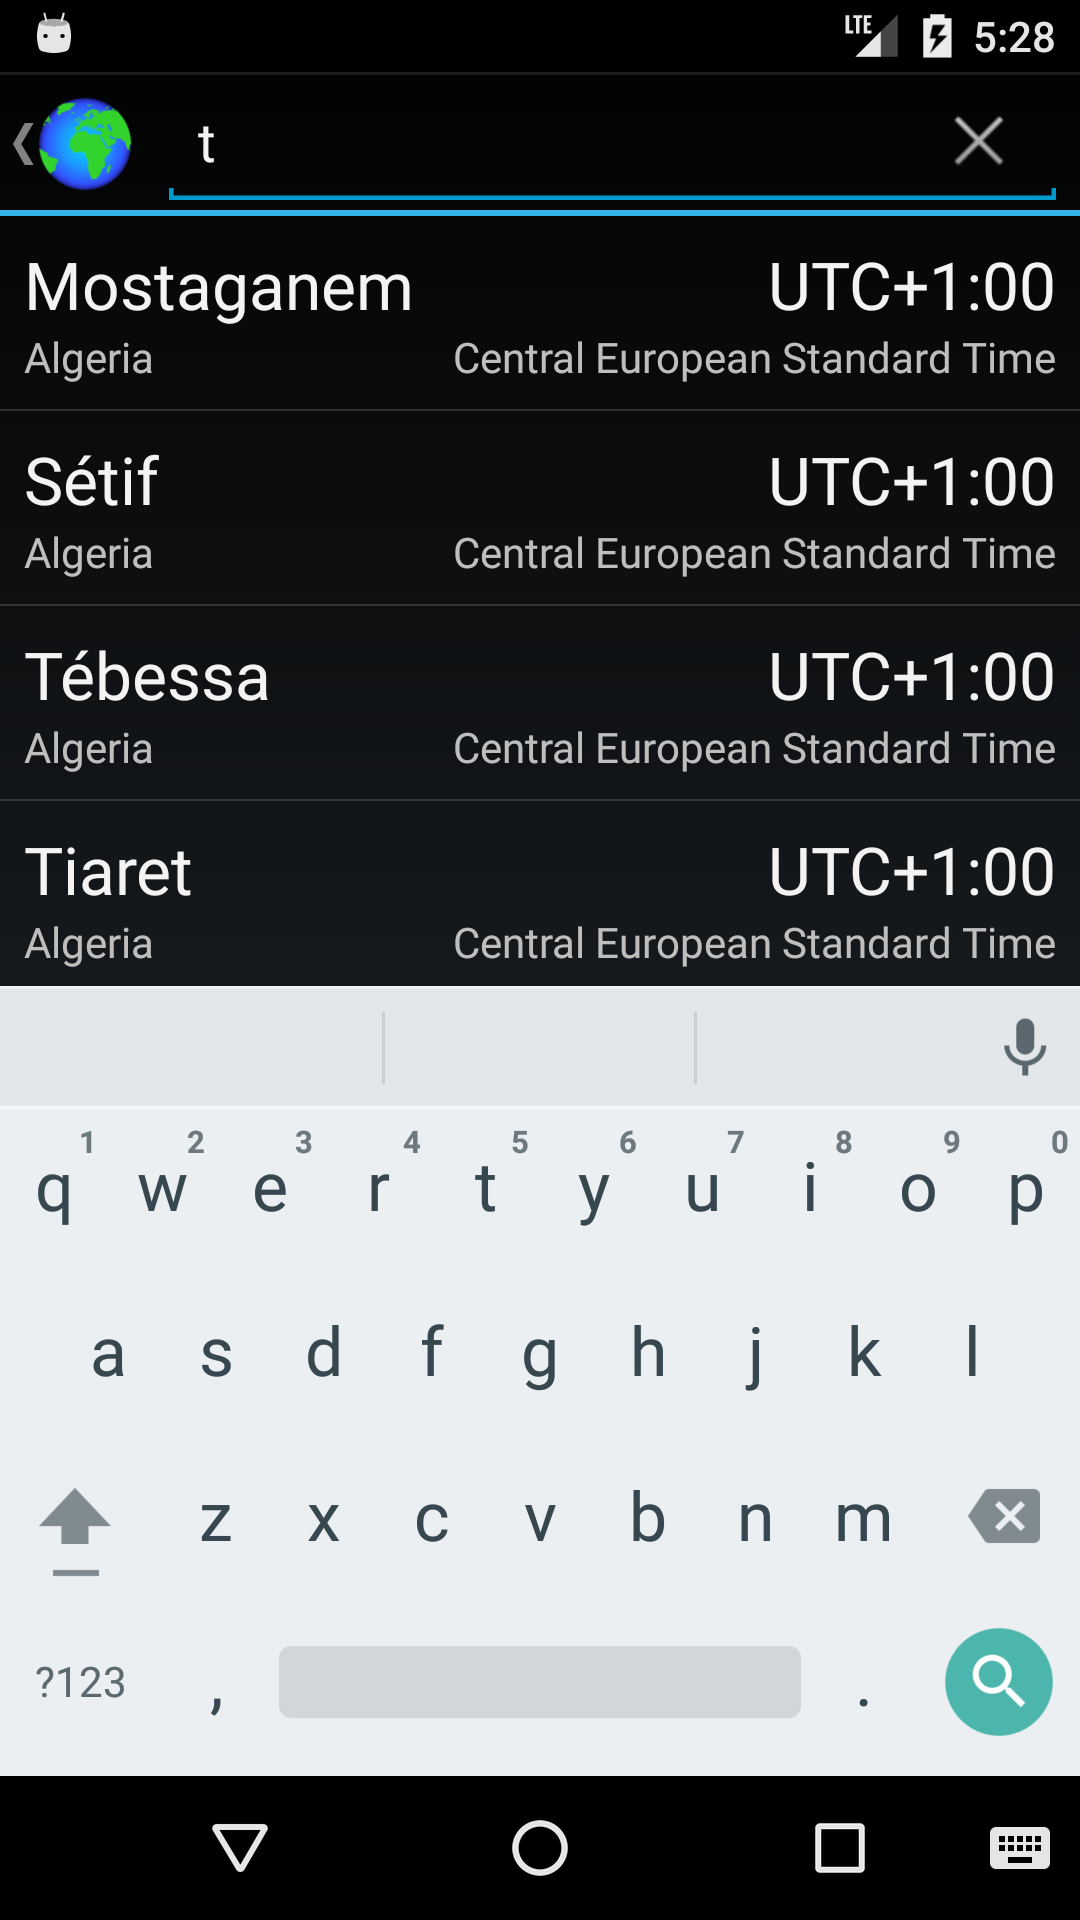 LTE 5:28
t
Mostaganem UTC+1:00
Algeria Central European Standard Time
Sétif UTC+1:00
Algeria Central European Standard Time
Tébessa UTC+1:00
Algeria Central European Standard Time
Tiaret UTC+1:00
Algeria Central European Standard Time
1 2 3 4 5 6 7 8 9 0
q w e r t y u i o p
a s d f g h j k l
z x c v b n m
?123 , .